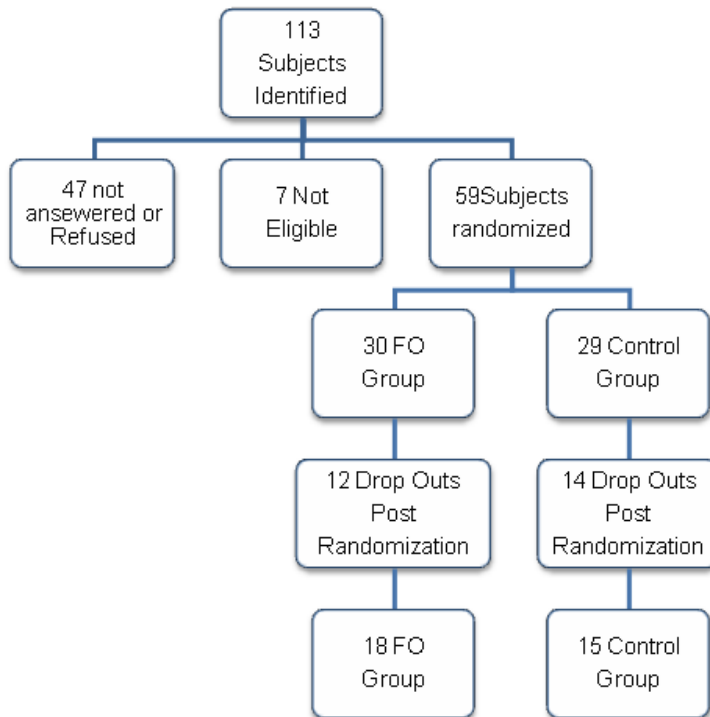 113
Subjects
Identified
47 not
ansewered or
Refused
7 Not
Eligible
59Subjects
randomized
30 FO
Group
29 Control
Group
12 Drop Outs
Post
Randomization
14 Drop Outs
Post
Randomization
18 FO
Group
15 Control
Group